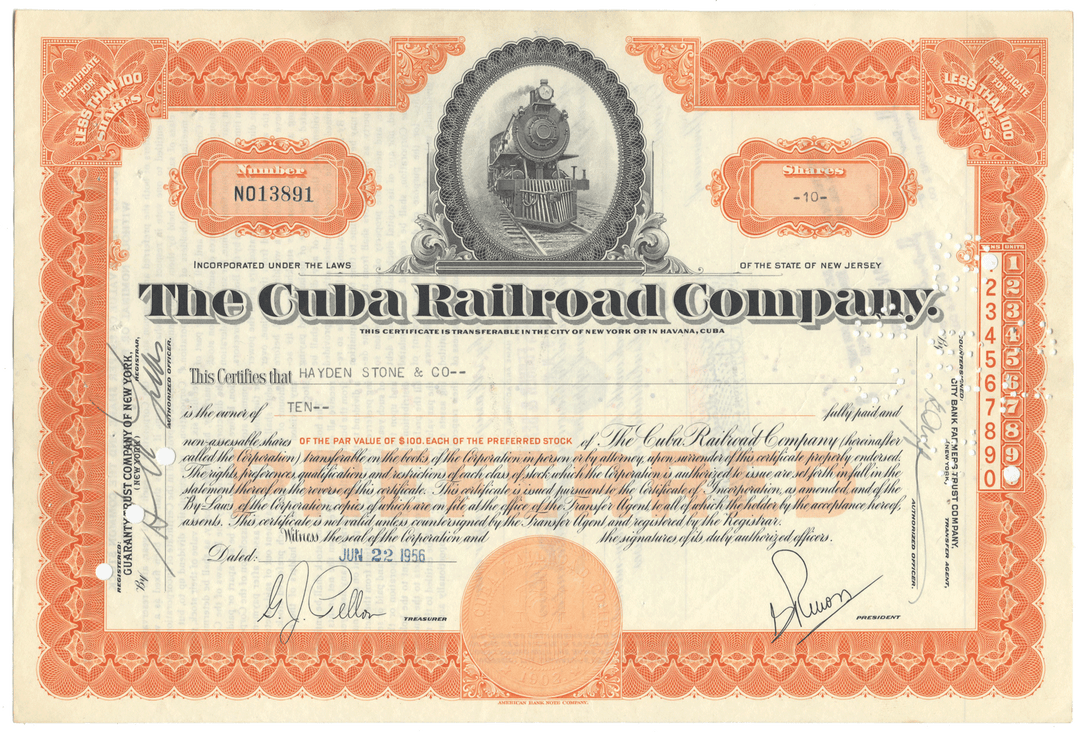 CERTIFICATE
FOR
LESS THAN 100
SHARES
CERTIFICATE
FOR
LESS THAN 100
SHARES
Number
NO13891
Shares
-10-
INCORPORATED UNDER THE LAWS
OF THE STATE OF NEW JERSEY
The Cuba Railroad Company.
THIS CERTIFICATE IS TRANSFERABLE IN THE CITY OF NEW YORK OR IN HAVANA, CUBA
This Certifies that HAYDEN STONE & CO--
is the owner of TEN-- fully paid and
non-assessable shares OF THE PAR VALUE OF $100. EACH OF THE PREFERRED STOCK of The Cuba Railroad Company (hereinafter
called the Corporation) transferable on the books of the Corporation in person or by attorney, upon surrender of this certificate properly endorsed.
The rights, preferences, qualifications and restrictions of each class of stock which the Corporation is authorized to issue are set forth in full in the
statement thereof on the reverse of this certificate. This certificate is issued pursuant to the Certificate of Incorporation, as amended, and of the
By-Laws of the Corporation, copies of which are on file at the office of the Transfer Agent to all of which the holder by the acceptance hereof,
assents. This certificate is not valid unless countersigned by the Transfer Agent and registered by the Registrar.
Witness the seal of the Corporation and the signatures of its duly authorized officers.
Dated: JUN 22 1956
TREASURER
PRESIDENT
1903
AMERICAN BANK NOTE COMPANY.
REGISTERED:
GUARANTY TRUST COMPANY OF NEW YORK,
(NEW YORK) REGISTRAR,
By
AUTHORIZED OFFICER.
COUNTERSIGNED:
CITY BANK FARMERS TRUST COMPANY,
(NEW YORK, TRANSFER AGENT,
By
AUTHORIZED OFFICER.
UNITS
1
2 2
3 3
4 4
5 5
6 6
7 7
8 8
9 9
0